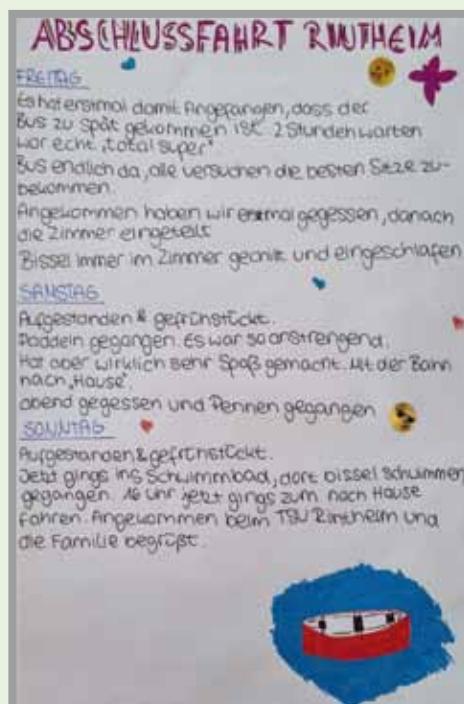 ABSCHLUSSFAHRT RINTHEIM
FREITAG
Es hat erstmal damit Angefangen, dass der
Bus zu spät gekommen ist. 2 Stunden warten
war echt „total super"
Bus endlich da, alle versuchen die besten Sitze zu-
bekommen.
Angekommen haben wir erstmal gegessen, danach
die Zimmer eingeteilt
Bissel immer im Zimmer gechillt und eingeschlafen
SAMSTAG
Aufgestanden & gefrühstückt.
Paddeln gegangen. Es war so anstrengend.
Hat aber wirklich sehr Spaß gemacht. Mit der Bahn
nach „Hause".
abend gegessen und Pennen gegangen
SONNTAG
Aufgestanden & gefrühstückt.
Jetzt gings ins Schwimmbad, dort bissel schwimmen
gegangen. 16 Uhr jetzt gings zum nach Hause
fahren. Angekommen beim TSV Rintheim und
die Familie begrüßt.